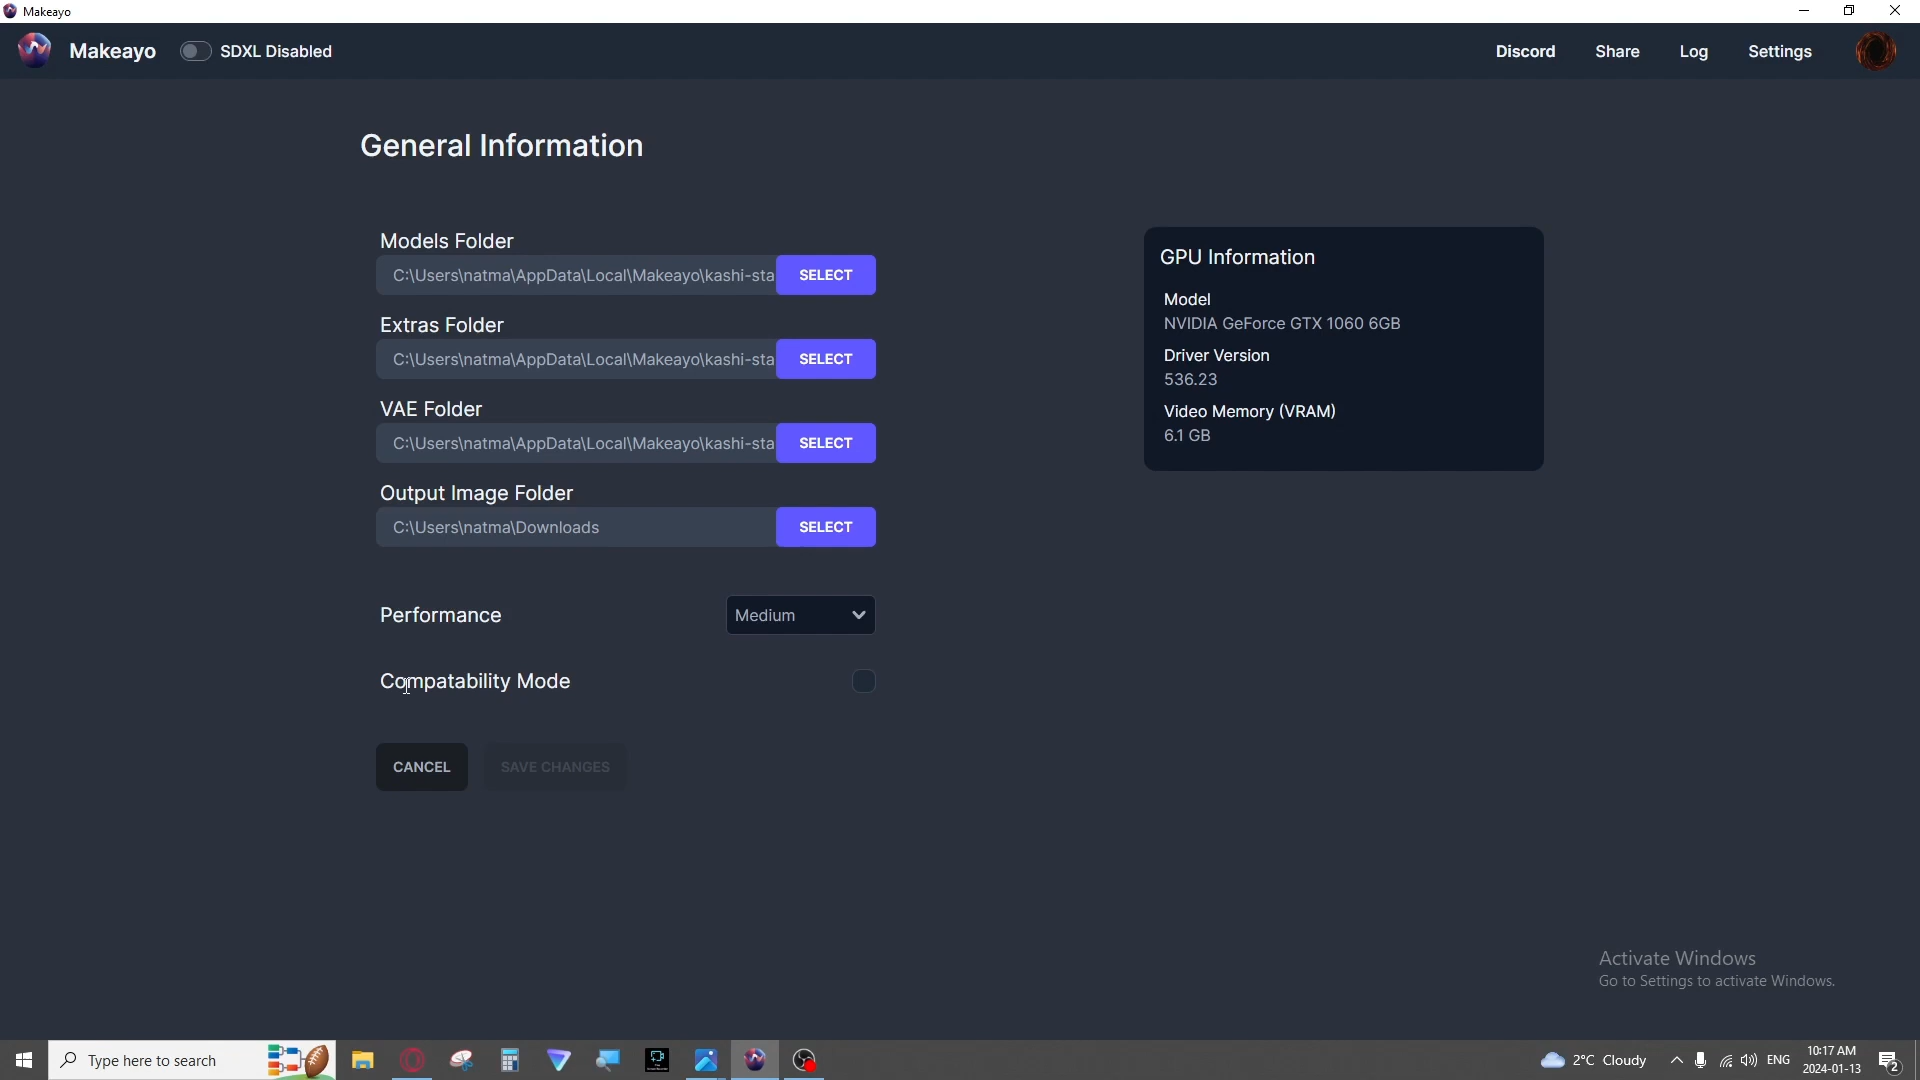 Makeayo
Makeayo
SDXL Disabled
Discord
Share
Log
Settings
General Information
Models Folder
C:\Users\natma\AppData\Local\Makeayo\kashi-sta
SELECT
Extras Folder
C:\Users\natma\AppData\Local\Makeayo\kashi-sta
SELECT
VAE Folder
C:\Users\natma\AppData\Local\Makeayo\kashi-sta
SELECT
Output Image Folder
C:\Users\natma\Downloads
SELECT
Performance
Medium
Compatability Mode
CANCEL
SAVE CHANGES
GPU Information
Model
NVIDIA GeForce GTX 1060 6GB
Driver Version
536.23
Video Memory (VRAM)
6.1 GB
Activate Windows
Go to Settings to activate Windows.
Type here to search
2°C Cloudy
ENG
10:17 AM
2024-01-13
2